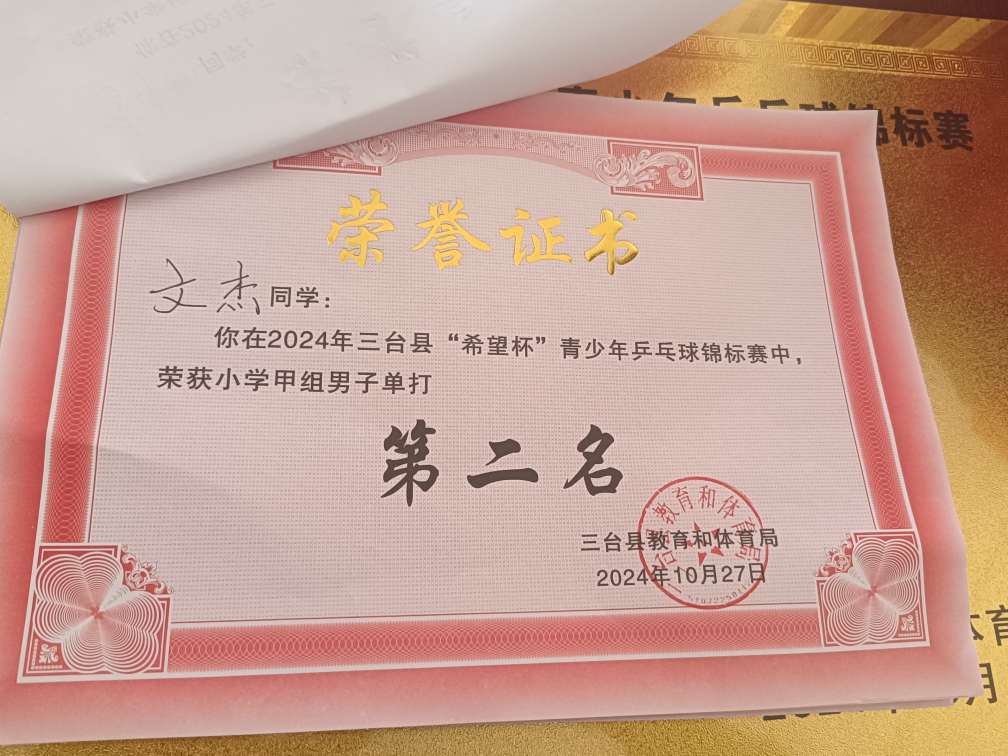 青少年乒乓球锦标赛
荣誉证书
文杰同学：
你在2024年三台县“希望杯”青少年乒乓球锦标赛中，
荣获小学甲组男子单打
第二名
三台县教育和体育局
2024年10月27日